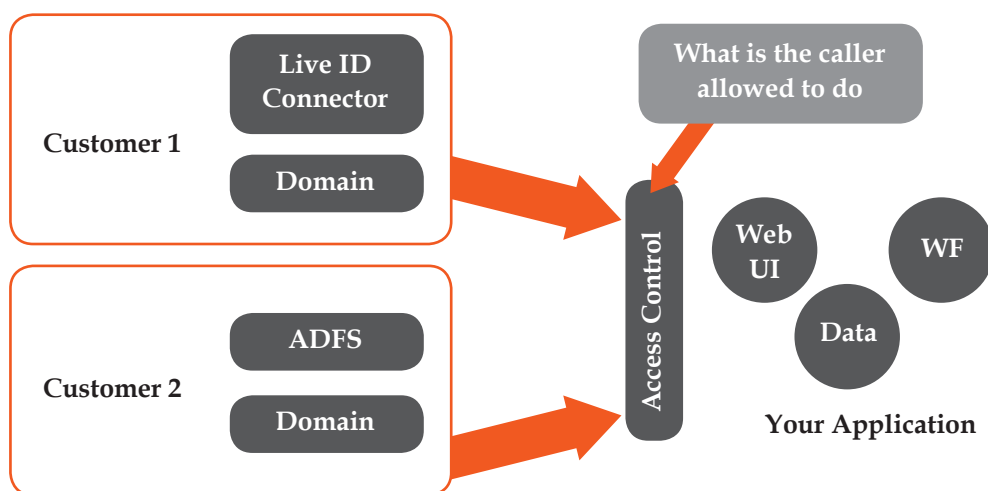 Customer 1
Live ID
Connector
Domain
Customer 2
ADFS
Domain
What is the caller
allowed to do
Access Control
Web
UI
WF
Data
Your Application